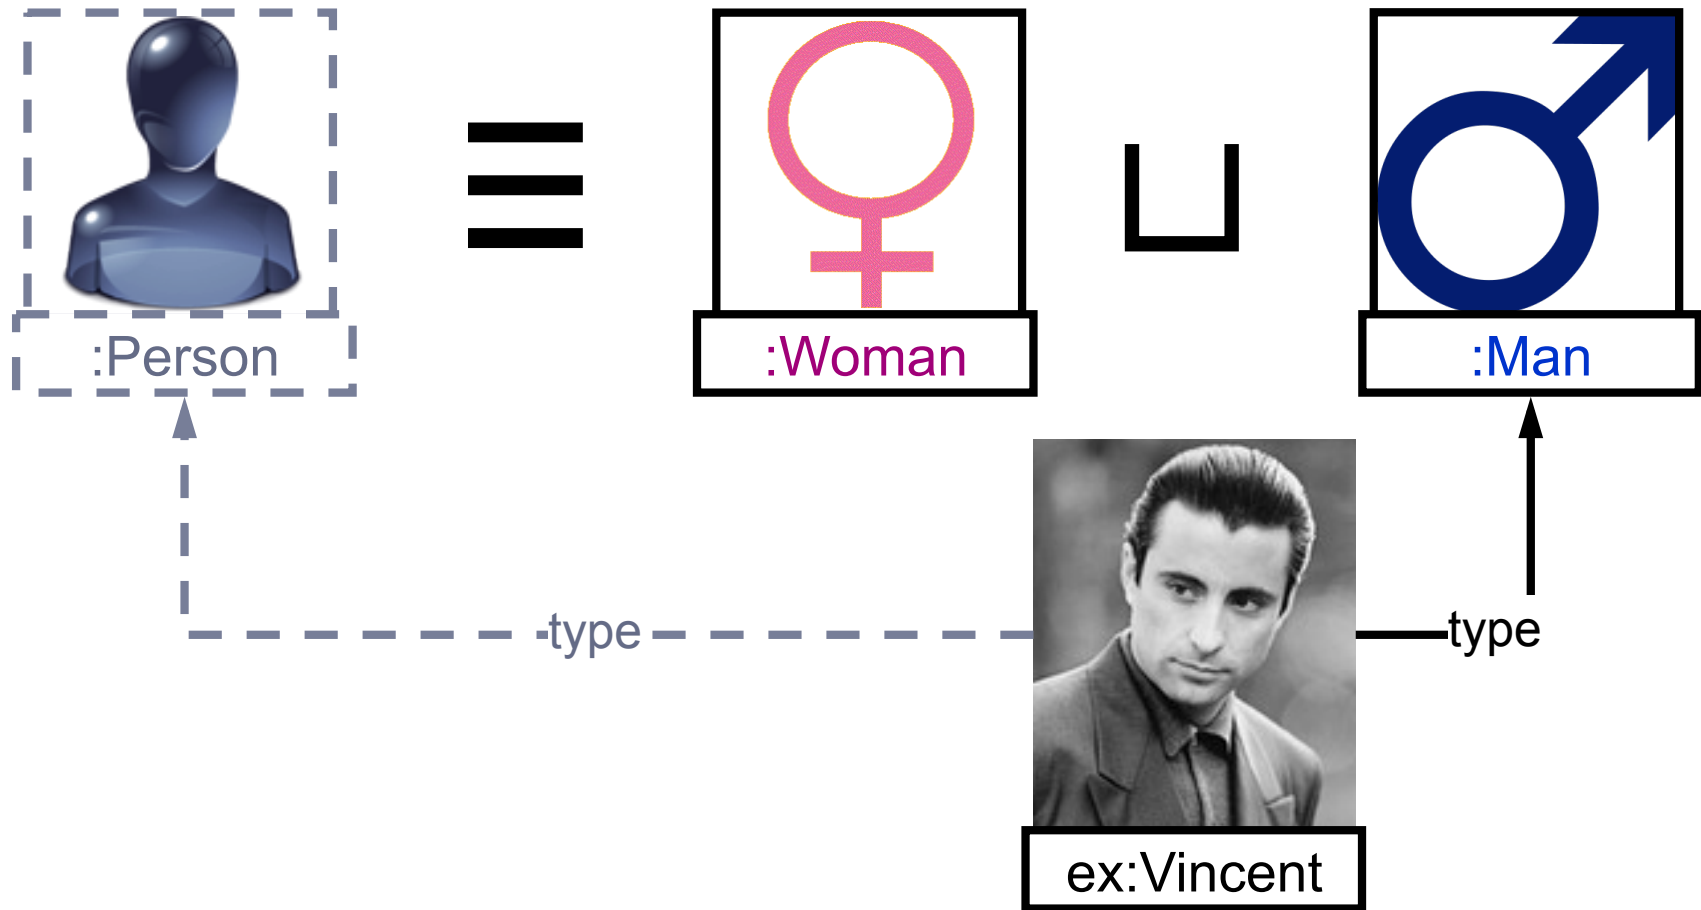 :Person
:Woman
:Man
type
type
ex:Vincent